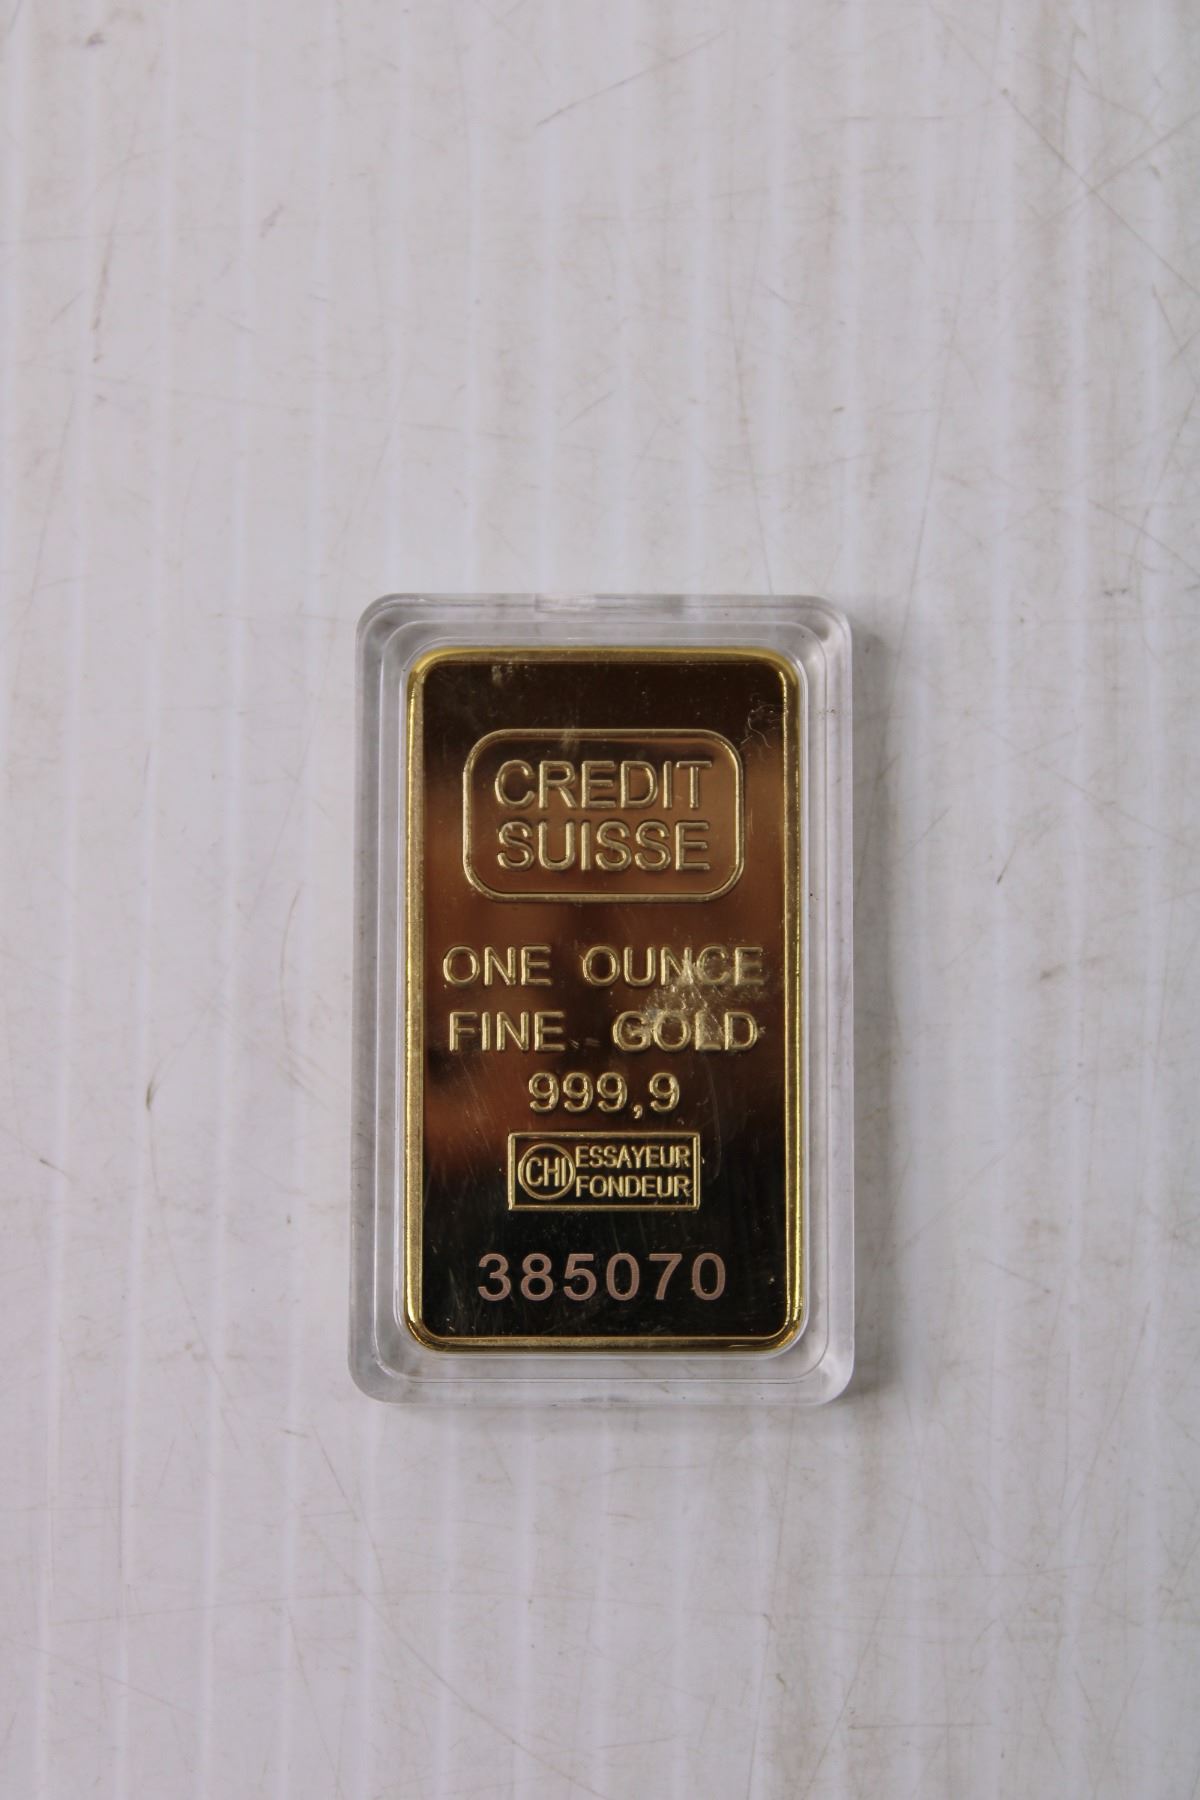 CREDIT
SUISSE
ONE OUNCE
FINE GOLD
999,9
CHI ESSAYEUR
FONDEUR
385070